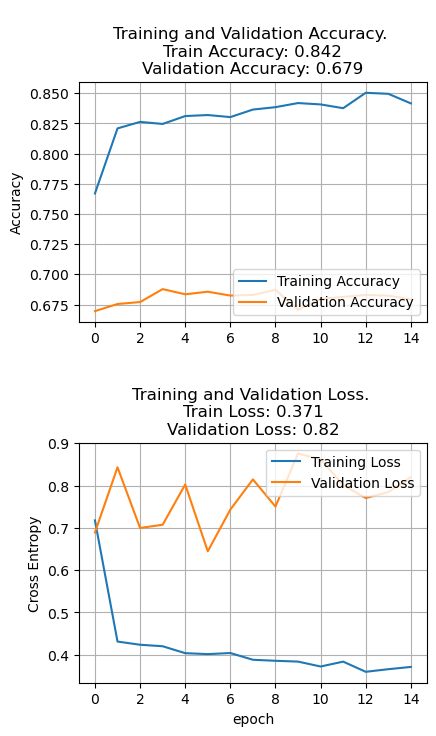 Training and Validation Accuracy.
Train Accuracy: 0.842
Validation Accuracy: 0.679
0.850
0.825
0.800
0.775
0.750
0.725
0.700
0.675
Accuracy
Training Accuracy
Validation Accuracy
0 2 4 6 8 10 12 14
Training and Validation Loss.
Train Loss: 0.371
Validation Loss: 0.82
0.9
0.8
0.7
0.6
0.5
0.4
Cross Entropy
Training Loss
Validation Loss
0 2 4 6 8 10 12 14
epoch